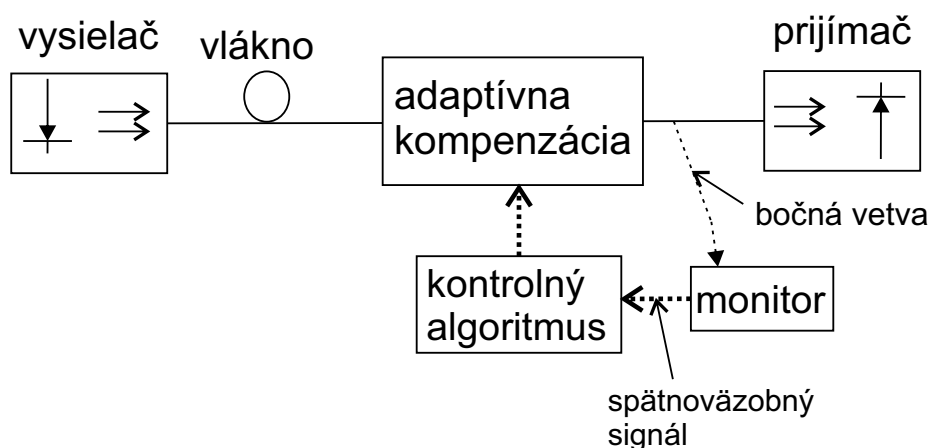 vysielač
vlákno
prijímač
adaptívna
kompenzácia
bočná vetva
kontrolný
algoritmus
monitor
spätnoväzobný
signál